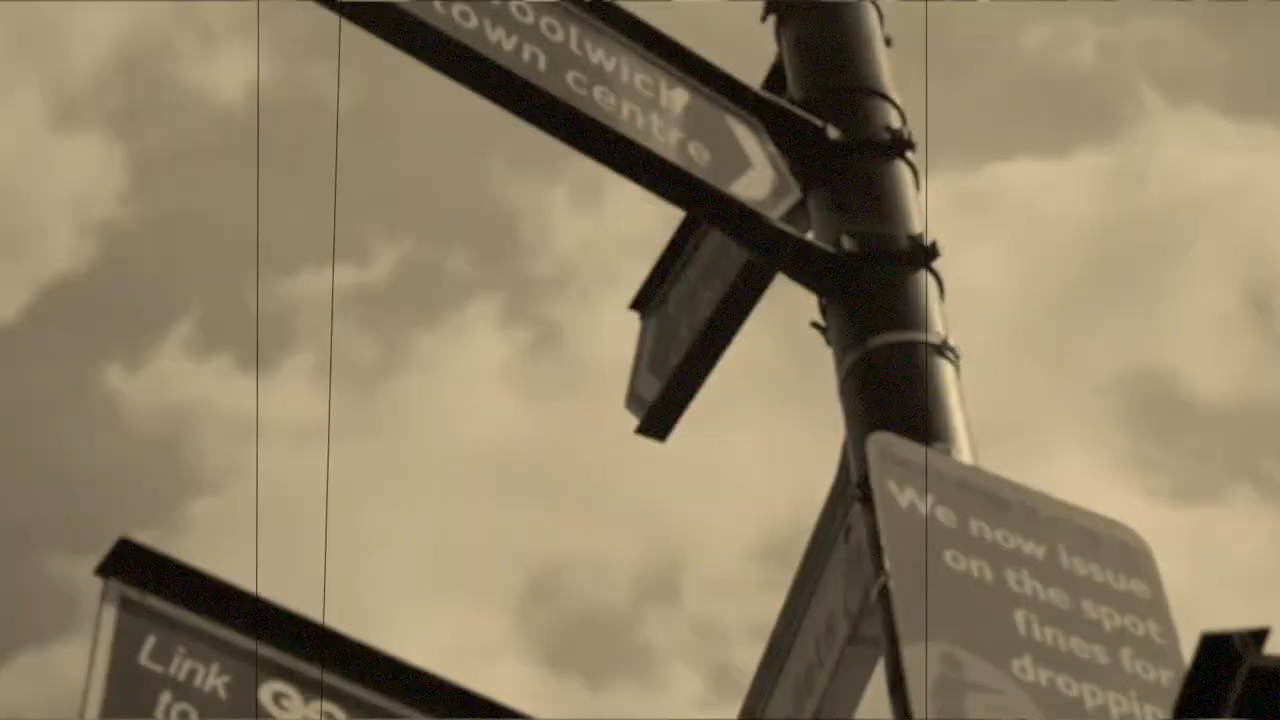 oolwich
town centre
We now issue
on the spot
fines for
droppin
Link
to